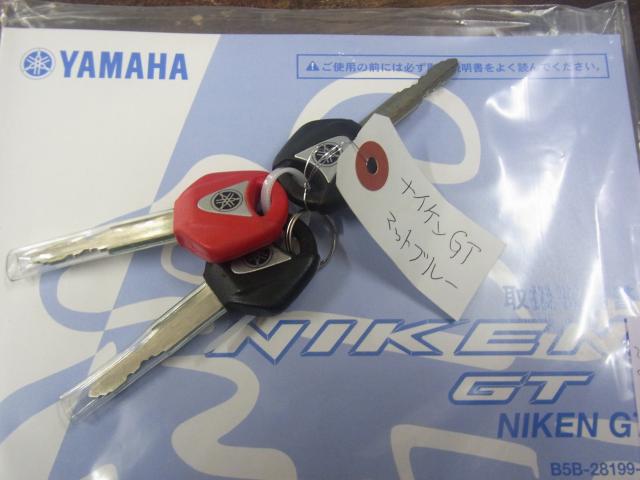 YAMAHA
⚠ご使用の前には必ず取 説明書をよく読んでください。
ナイケンGT
マットブルー
取扱
NIKEN
GT
NIKEN GT
B5B-28199-